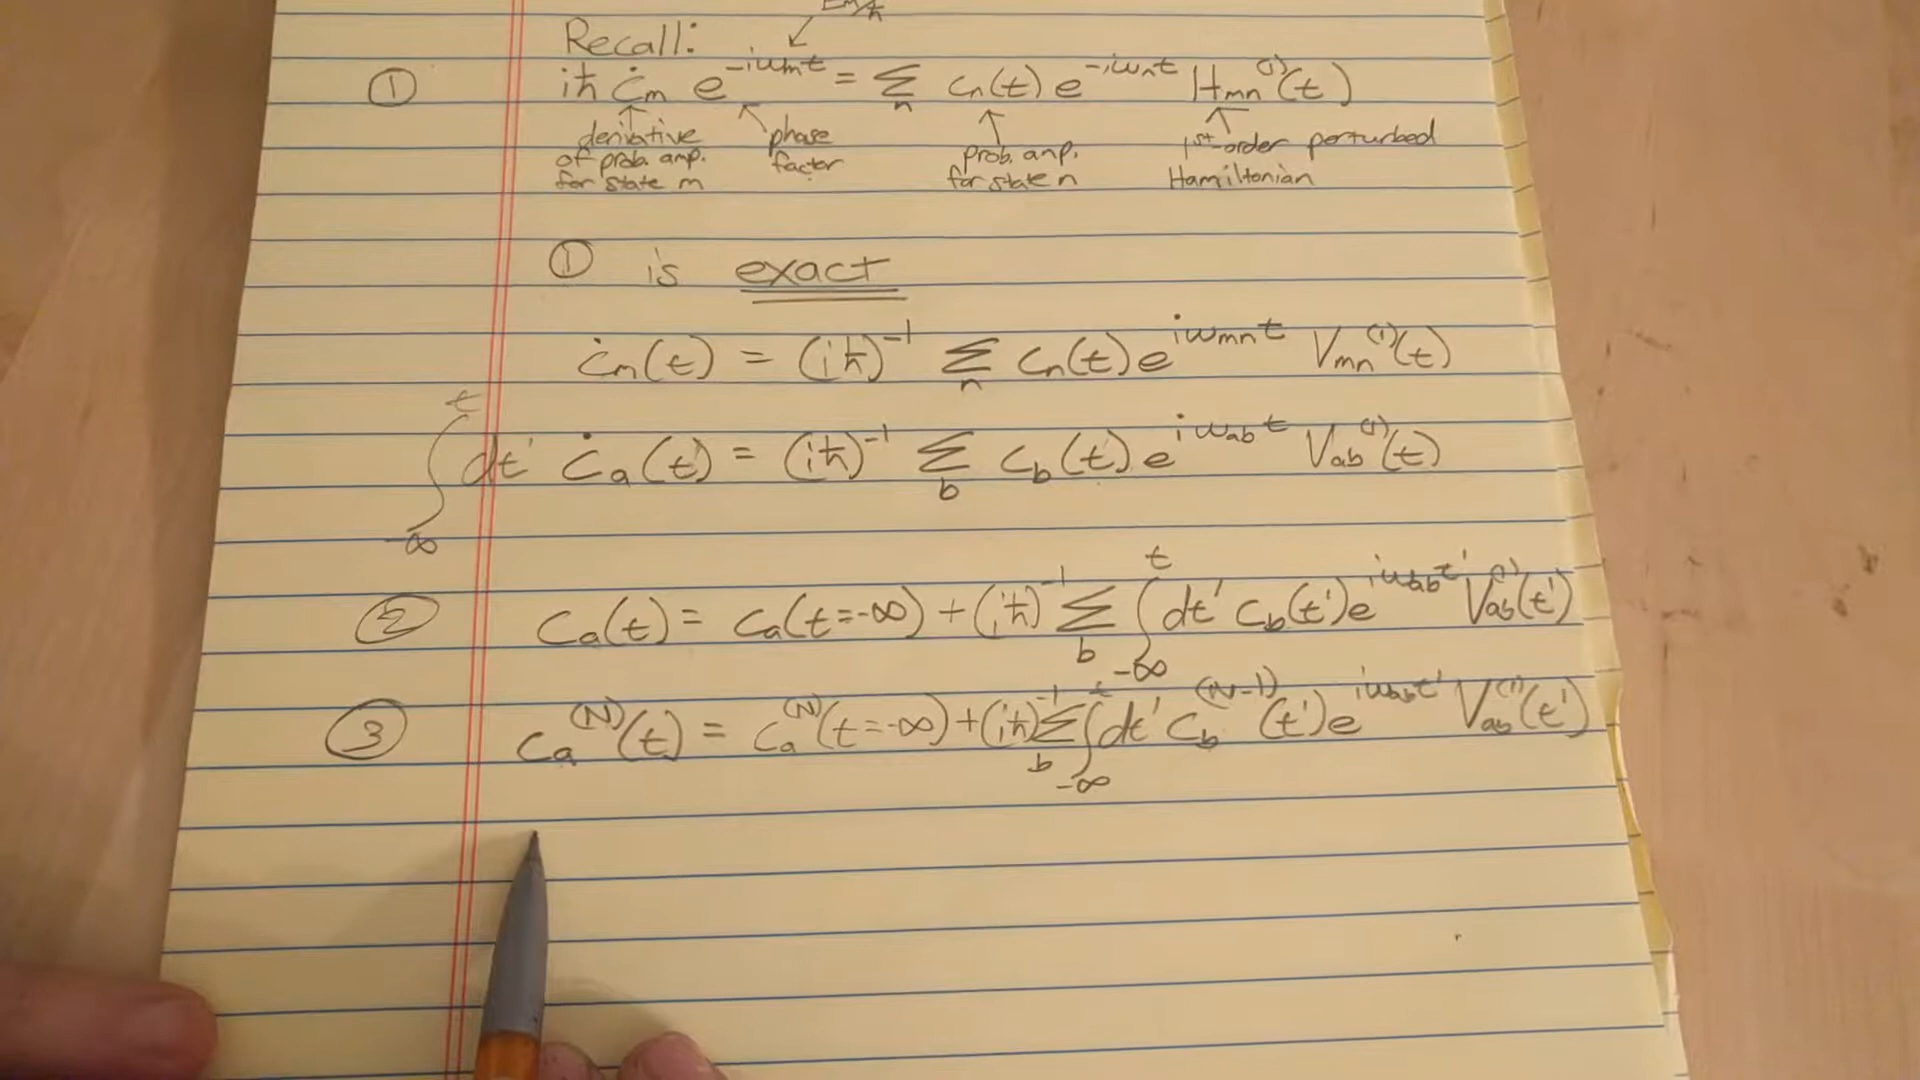 Em/ħ
Recall:
① iħ ċm e^-iωmt = Σn cn(t) e^-iωnt Hmn^(1)(t)
derivative of prob. amp. for state m
phase factor
prob. amp. for state n
1st-order perturbed Hamiltonian
① is exact
ċm(t) = (iħ)^-1 Σn cn(t) e^iωmnt Vmn^(1)(t)
∫-∞^t dt' ċa(t) = (iħ)^-1 Σb cb(t) e^iωabt Vab^(1)(t)
② ca(t) = ca(t=-∞) + (iħ)^-1 Σb ∫-∞^t dt' cb(t') e^iωabt' Vab^(1)(t')
③ ca^(N)(t) = ca^(N)(t=-∞) + (iħ)^-1 Σb ∫-∞^t dt' cb^(N-1)(t') e^iωabt' Vab^(1)(t')